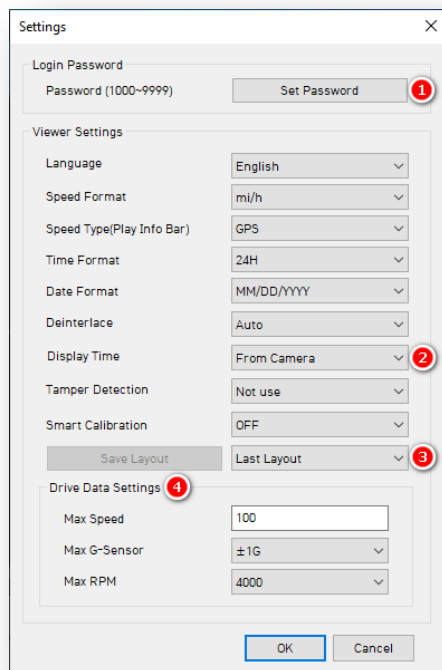 Settings
Login Password
Password (1000~9999) Set Password 1
Viewer Settings
Language English
Speed Format mi/h
Speed Type(Play Info Bar) GPS
Time Format 24H
Date Format MM/DD/YYYY
Deinterlace Auto
Display Time From Camera 2
Tamper Detection Not use
Smart Calibration OFF
Save Layout Last Layout 3
Drive Data Settings 4
Max Speed 100
Max G-Sensor ±1G
Max RPM 4000
OK Cancel